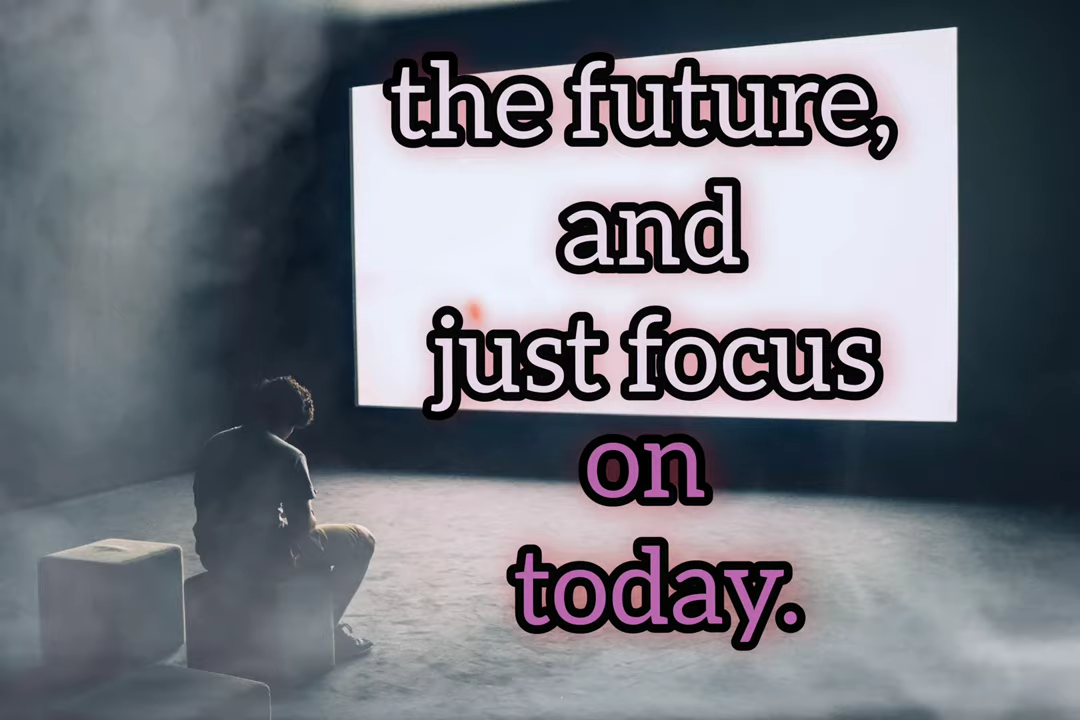 the future,
and
just focus
on
today.